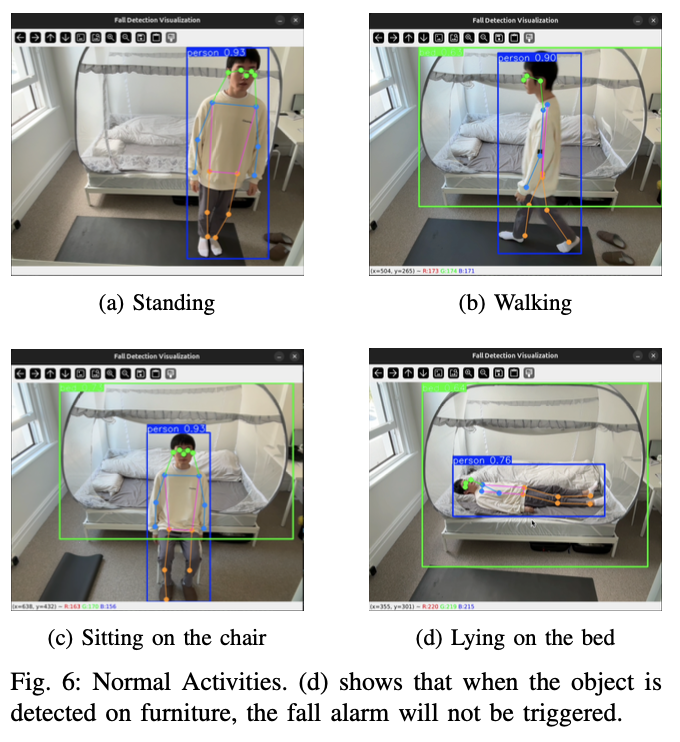 Fall Detection Visualization
Fall Detection Visualization
person 0.93
person 0.90
(x=504, y=265) ~ R:173 G:174 B:171
(a) Standing
(b) Walking
Fall Detection Visualization
Fall Detection Visualization
person 0.93
person 0.76
(x=638, y=432) ~ R:163 G:170 B:156
(x=355, y=301) ~ R:220 G:219 B:215
(c) Sitting on the chair
(d) Lying on the bed
Fig. 6: Normal Activities. (d) shows that when the object is
detected on furniture, the fall alarm will not be triggered.